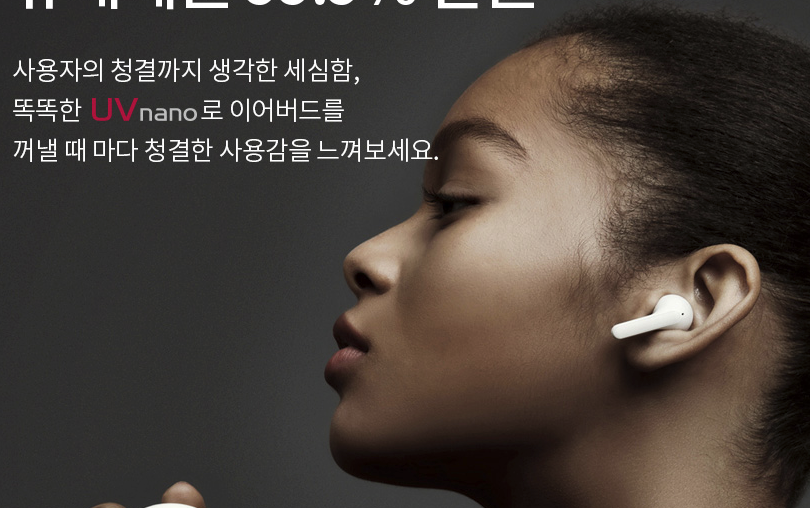 사용자의 청결까지 생각한 세심함,
똑똑한 UVnano로 이어버드를
꺼낼 때 마다 청결한 사용감을 느껴보세요.